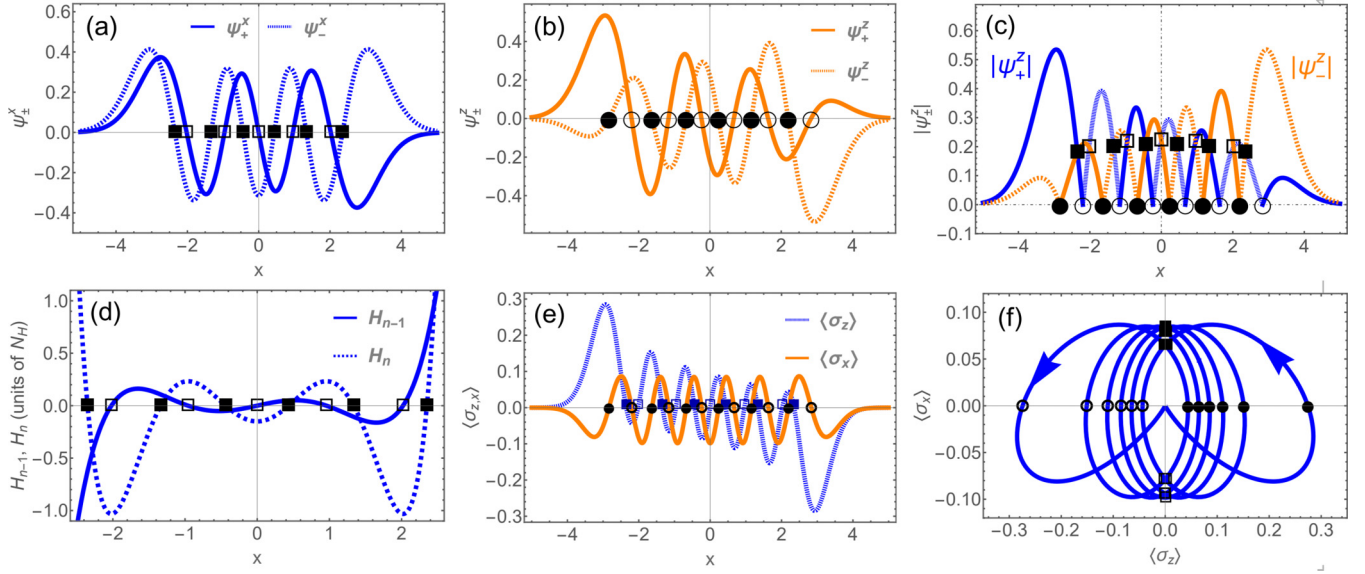 (a)
ψ₊ˣ
ψ₋ˣ
0.4
0.2
0.0
-0.2
-0.4
ψ±ˣ
−4
−2
0
2
4
x
(b)
ψ₊ᶻ
ψ₋ᶻ
0.4
0.2
0.0
-0.2
-0.4
ψ±ᶻ
−4
−2
0
2
4
x
(c)
|ψ₊ᶻ|
|ψ₋ᶻ|
0.6
0.5
0.4
0.3
0.2
0.1
0.0
-0.1
|ψ±ᶻ|
−4
−2
0
2
4
x
(d)
Hₙ₋₁
Hₙ
1.0
0.5
0.0
-0.5
-1.0
Hₙ₋₁, Hₙ (units of N_H)
−2
−1
0
1
2
x
(e)
⟨σ_z⟩
⟨σₓ⟩
0.3
0.2
0.1
0.0
-0.1
-0.2
-0.3
⟨σ_z,ₓ⟩
−4
−2
0
2
4
x
(f)
0.10
0.05
0.00
-0.05
-0.10
⟨σₓ⟩
-0.3
-0.2
-0.1
0.0
0.1
0.2
0.3
⟨σ_z⟩